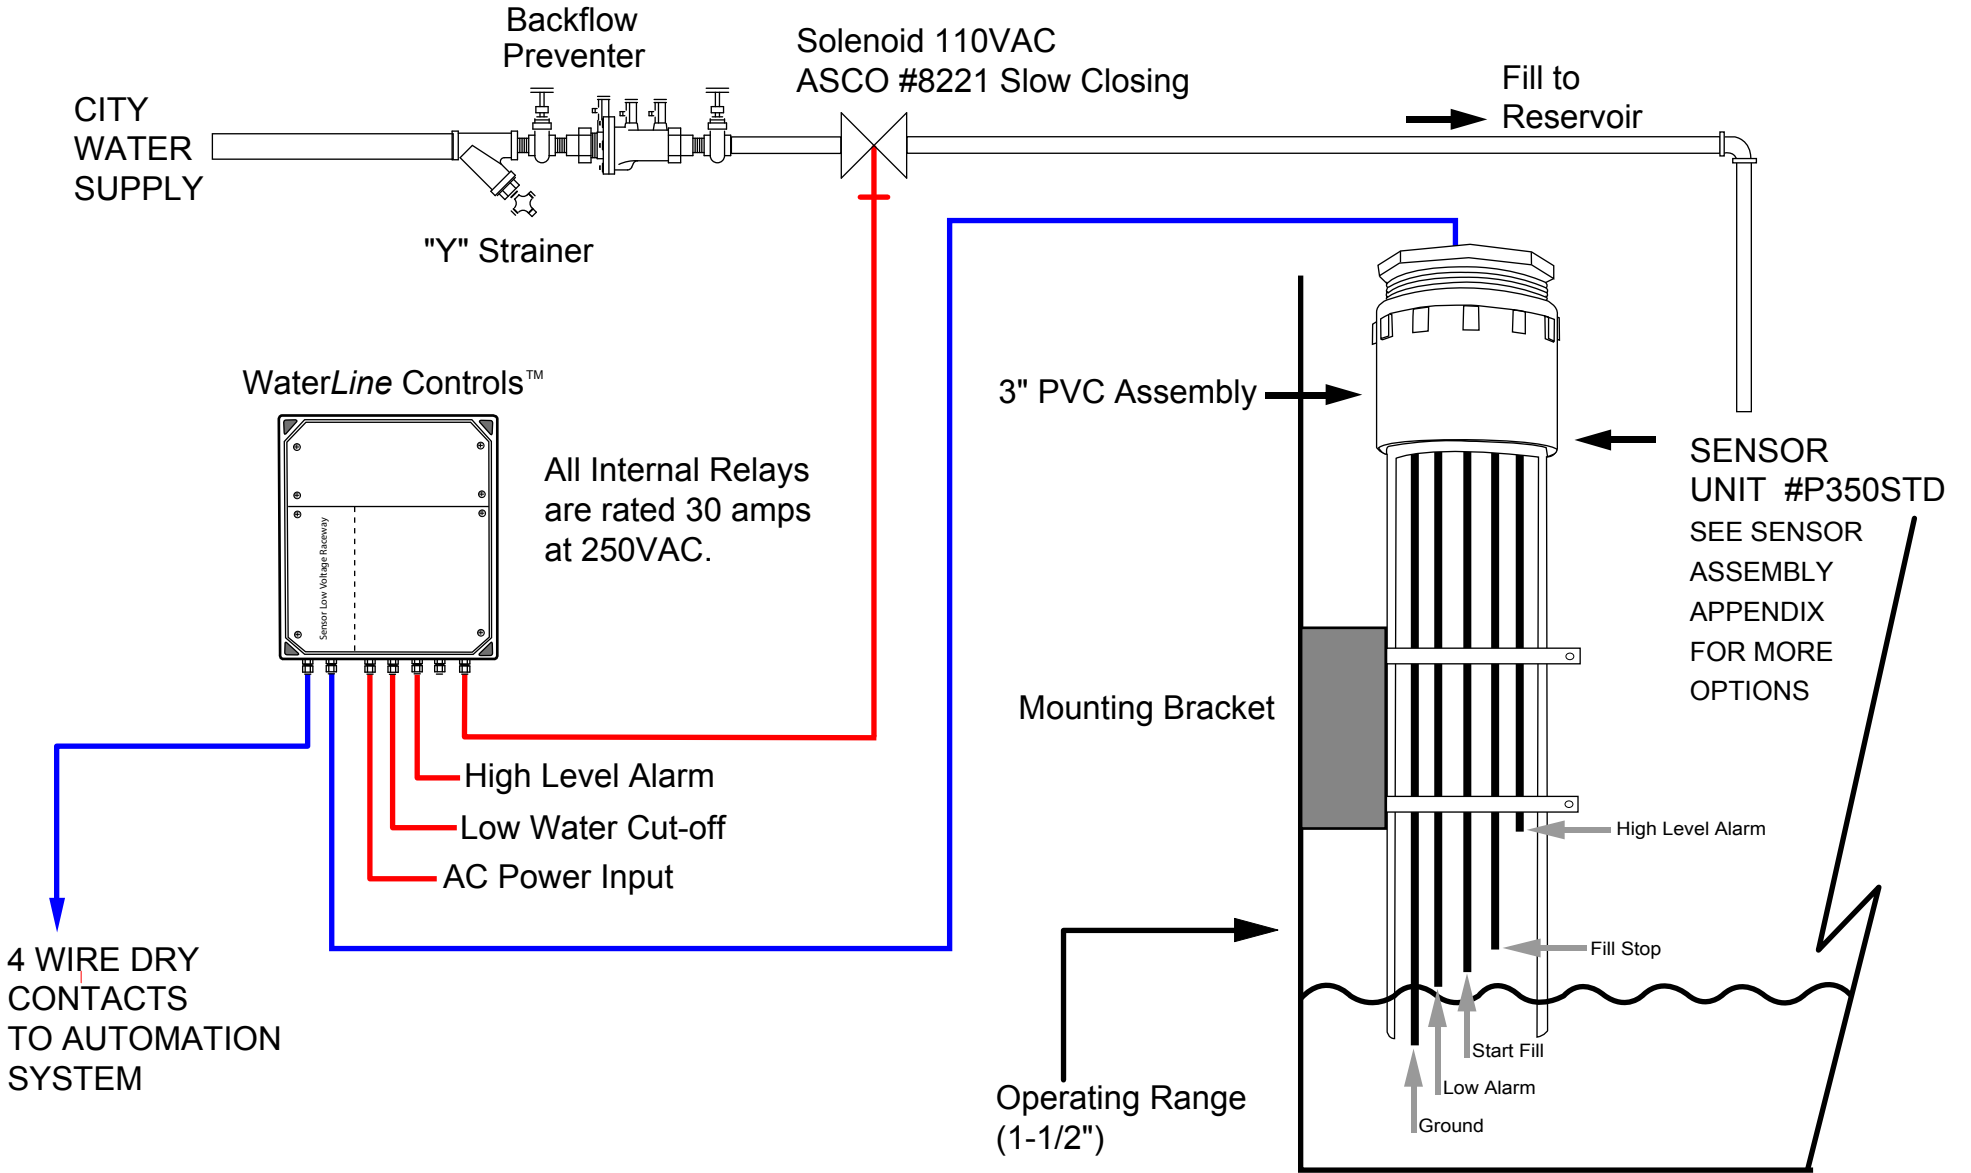 Backflow
Preventer
Solenoid 110VAC
ASCO #8221 Slow Closing
Fill to
Reservoir
CITY
WATER
SUPPLY
"Y" Strainer
WaterLine Controls™
Sensor Low Voltage Raceway
All Internal Relays
are rated 30 amps
at 250VAC.
3" PVC Assembly
SENSOR
UNIT #P350STD
SEE SENSOR
ASSEMBLY
APPENDIX
FOR MORE
OPTIONS
Mounting Bracket
High Level Alarm
Low Water Cut-off
AC Power Input
High Level Alarm
Fill Stop
Start Fill
Low Alarm
Ground
4 WIRE DRY
CONTACTS
TO AUTOMATION
SYSTEM
Operating Range
(1-1/2")